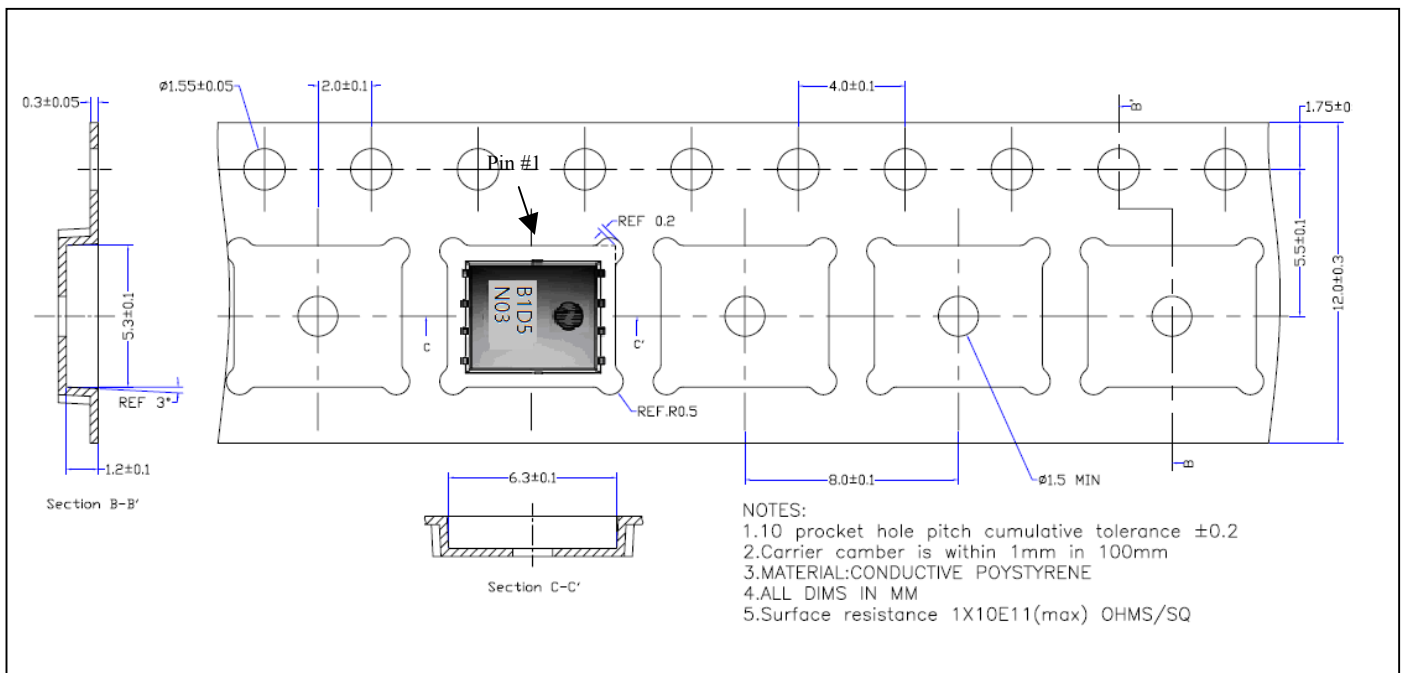 ø1.55±0.05
2.0±0.1
4.0±0.1
B'
1.75±0
0.3±0.05
Pin #1
REF 0.2
5.5±0.1
12.0±0.3
5.3±0.1
B1D5
N03
C
C'
REF 3°
REF.R0.5
1.2±0.1
6.3±0.1
8.0±0.1
ø1.5 MIN
B
Section B-B'
Section C-C'
NOTES:
1.10 procket hole pitch cumulative tolerance ±0.2
2.Carrier camber is within 1mm in 100mm
3.MATERIAL:CONDUCTIVE POYSTYRENE
4.ALL DIMS IN MM
5.Surface resistance 1X10E11(max) OHMS/SQ